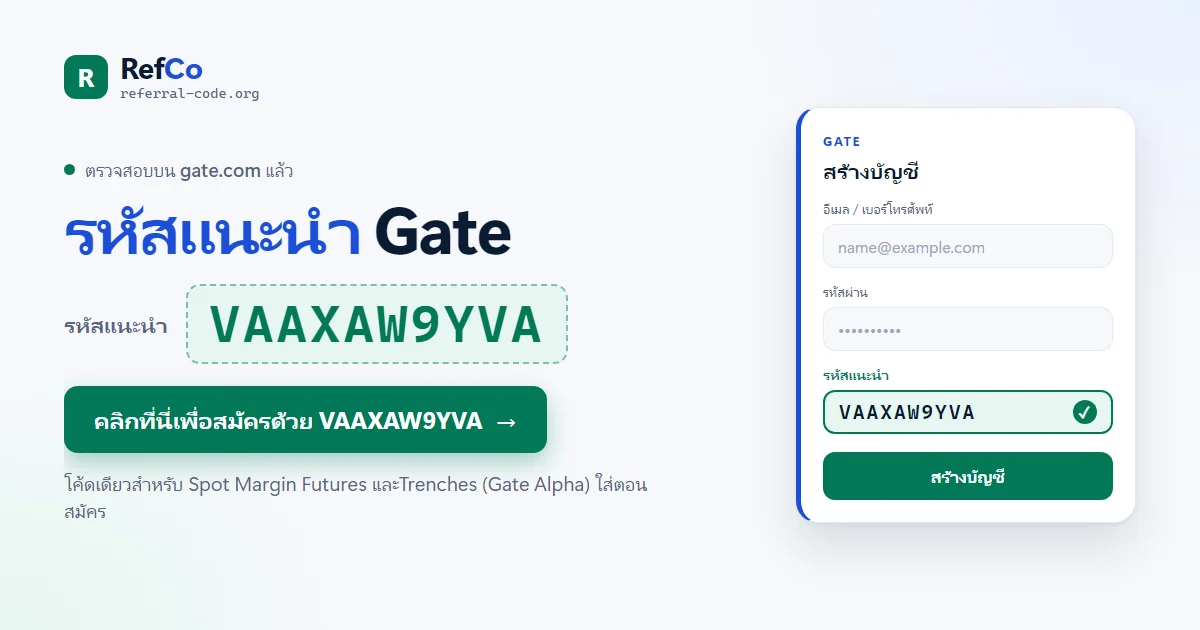 R
RefCo
referral-code.org
ตรวจสอบบน gate.com แล้ว
รหัสแนะนำ Gate
รหัสแนะนำ
VAAXAW9YVA
คลิกที่นี่เพื่อสมัครด้วย VAAXAW9YVA →
โค้ดเดียวสำหรับ Spot Margin Futures และTrenches (Gate Alpha) ใส่ตอน
สมัคร
GATE
สร้างบัญชี
อีเมล / เบอร์โทรศัพท์
name@example.com
รหัสผ่าน
••••••••••
รหัสแนะนำ
VAAXAW9YVA ✓
สร้างบัญชี